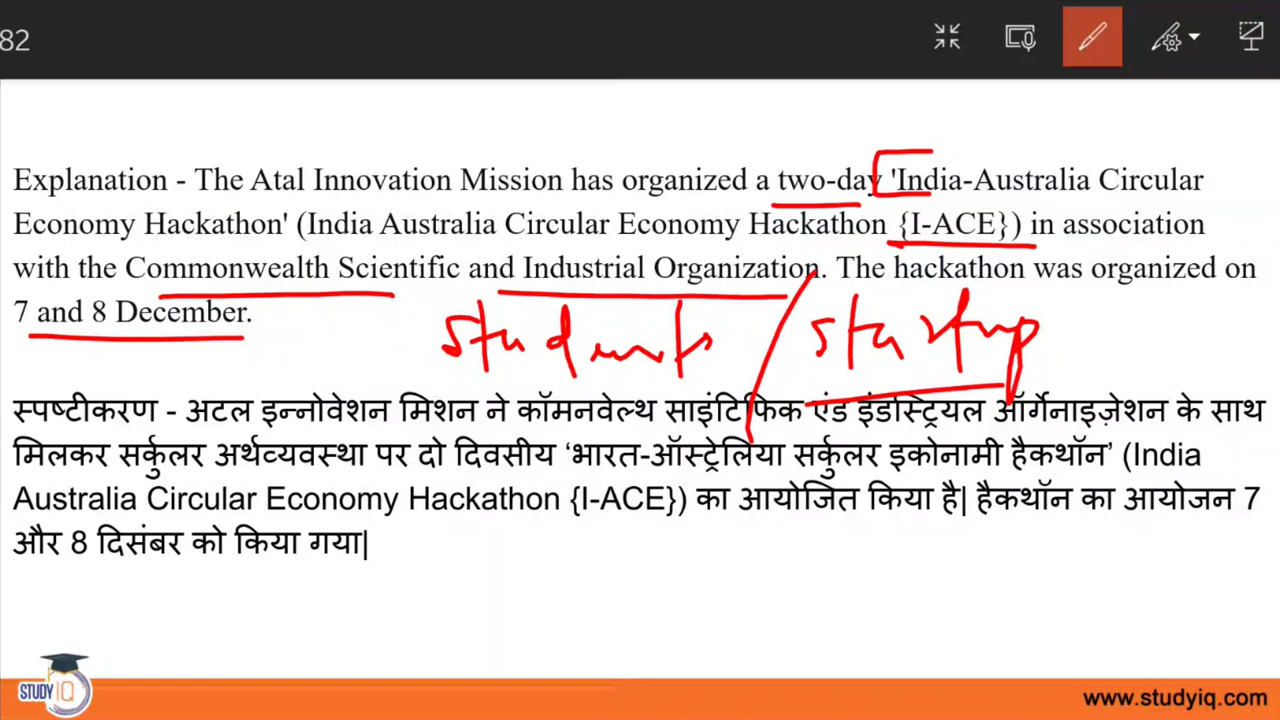 82
Explanation - The Atal Innovation Mission has organized a two-day 'India-Australia Circular
Economy Hackathon' (India Australia Circular Economy Hackathon {I-ACE}) in association
with the Commonwealth Scientific and Industrial Organization. The hackathon was organized on
7 and 8 December.
students / startup
स्पष्टीकरण - अटल इन्नोवेशन मिशन ने कॉमनवेल्थ साइंटिफिक एंड इंडस्ट्रियल ऑर्गेनाइज़ेशन के साथ
मिलकर सर्कुलर अर्थव्यवस्था पर दो दिवसीय ‘भारत-ऑस्ट्रेलिया सर्कुलर इकोनामी हैकथॉन’ (India
Australia Circular Economy Hackathon {I-ACE}) का आयोजित किया है| हैकथॉन का आयोजन 7
और 8 दिसंबर को किया गया|
STUDY IQ
www.studyiq.com